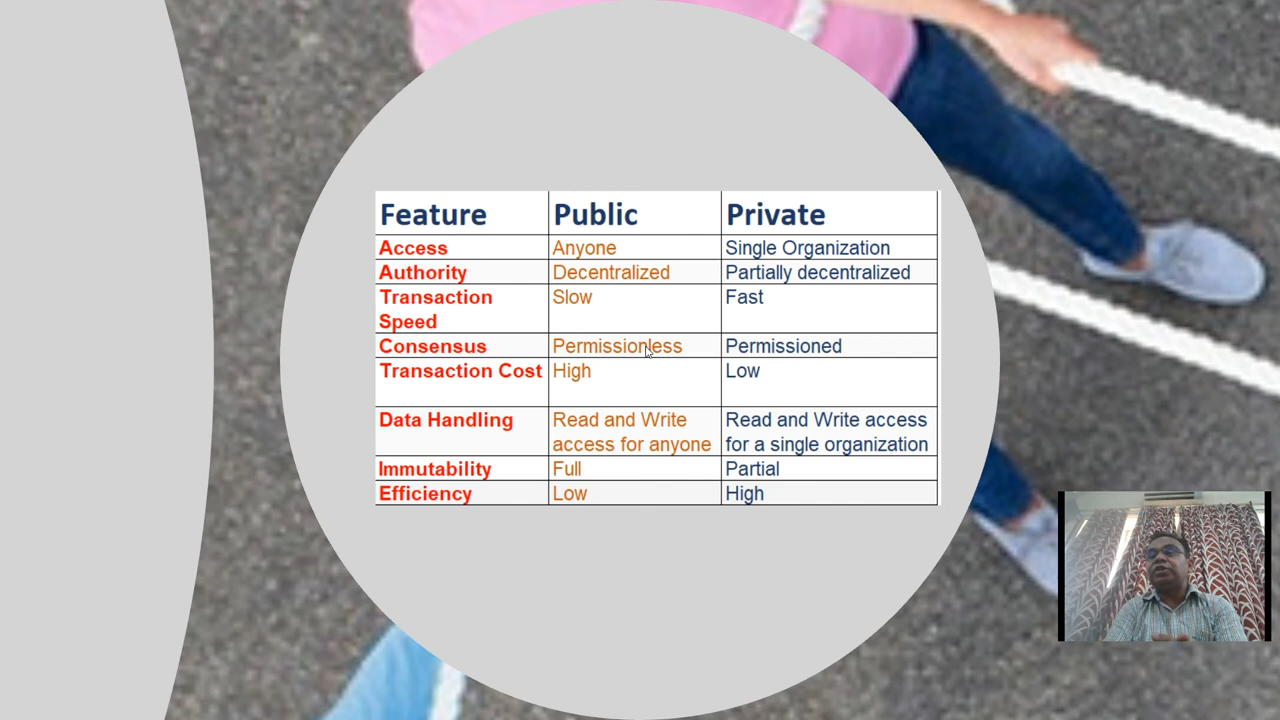 Feature Public Private
Access Anyone Single Organization
Authority Decentralized Partially decentralized
Transaction Slow Fast
Speed
Consensus Permissionless Permissioned
Transaction Cost High Low
Data Handling Read and Write Read and Write access
access for anyone for a single organization
Immutability Full Partial
Efficiency Low High